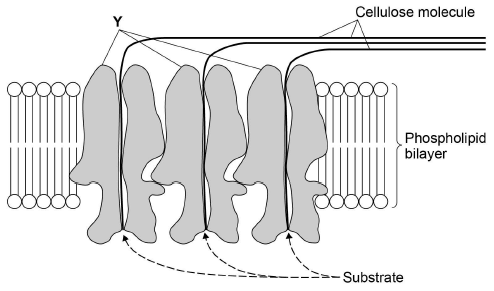 Cellulose molecule
Y
Phospholipid
bilayer
Substrate